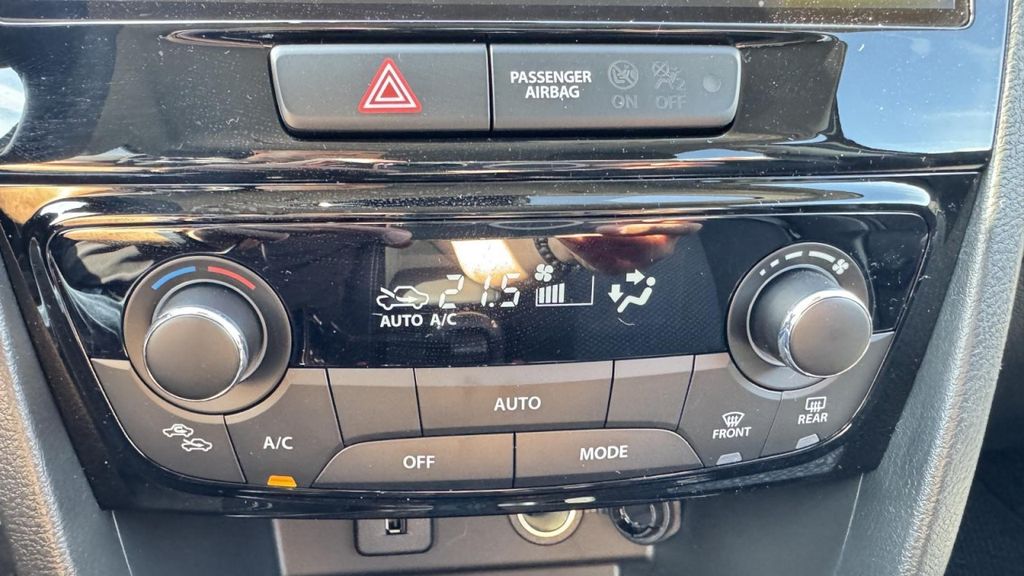 PASSENGER
AIRBAG
ON OFF
21.5
AUTO A/C
AUTO
A/C
OFF
MODE
FRONT
REAR